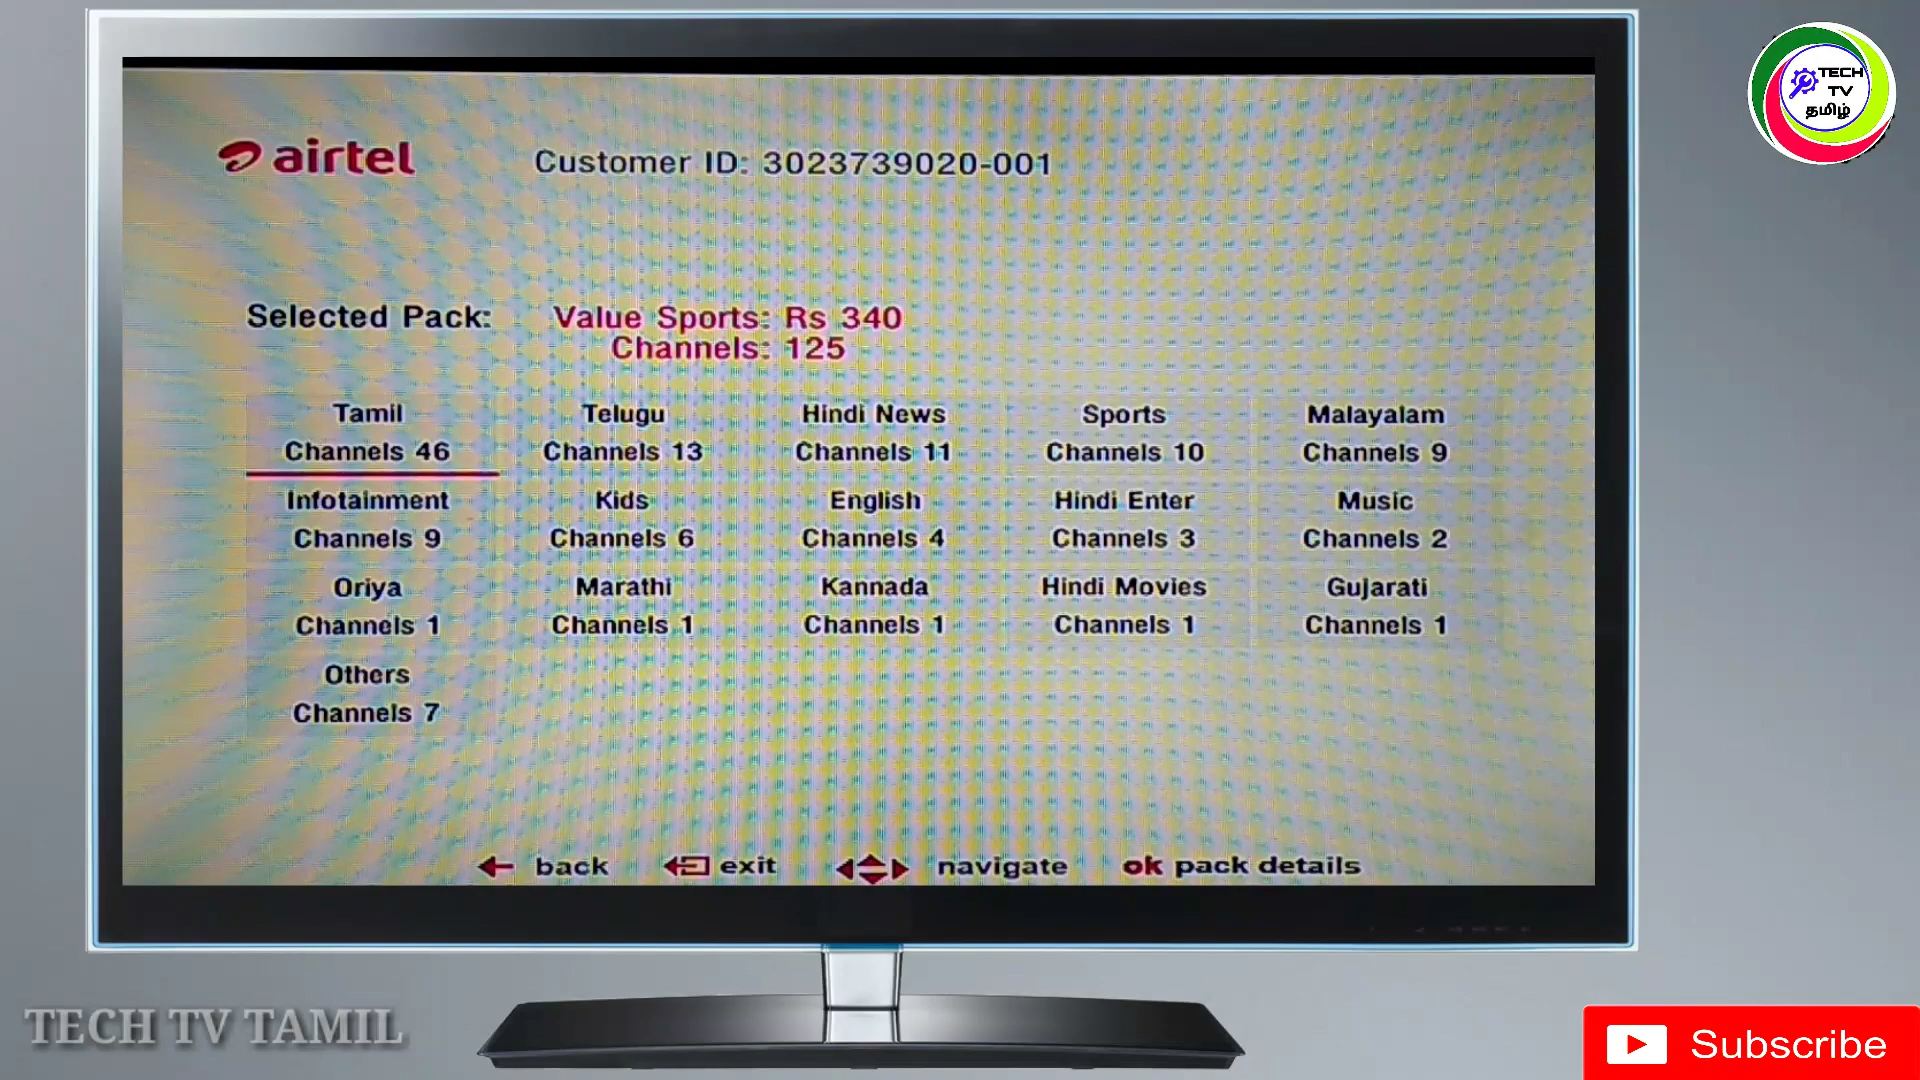 TECH
TV
தமிழ்
airtel Customer ID: 3023739020-001
Selected Pack: Value Sports: Rs 340
Channels: 125
Tamil Telugu Hindi News Sports Malayalam
Channels 46 Channels 13 Channels 11 Channels 10 Channels 9
Infotainment Kids English Hindi Enter Music
Channels 9 Channels 6 Channels 4 Channels 3 Channels 2
Oriya Marathi Kannada Hindi Movies Gujarati
Channels 1 Channels 1 Channels 1 Channels 1 Channels 1
Others
Channels 7
back exit navigate ok pack details
TECH TV TAMIL
Subscribe